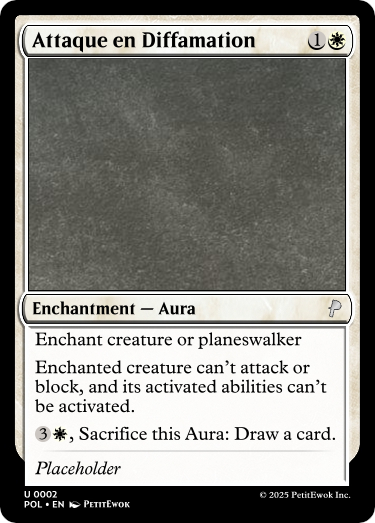 Attaque en Diffamation 1
Enchantment — Aura
Enchant creature or planeswalker
Enchanted creature can't attack or
block, and its activated abilities can't
be activated.
3, Sacrifice this Aura: Draw a card.
Placeholder
U 0002
POL • EN PetitEwok
© 2025 PetitEwok Inc.